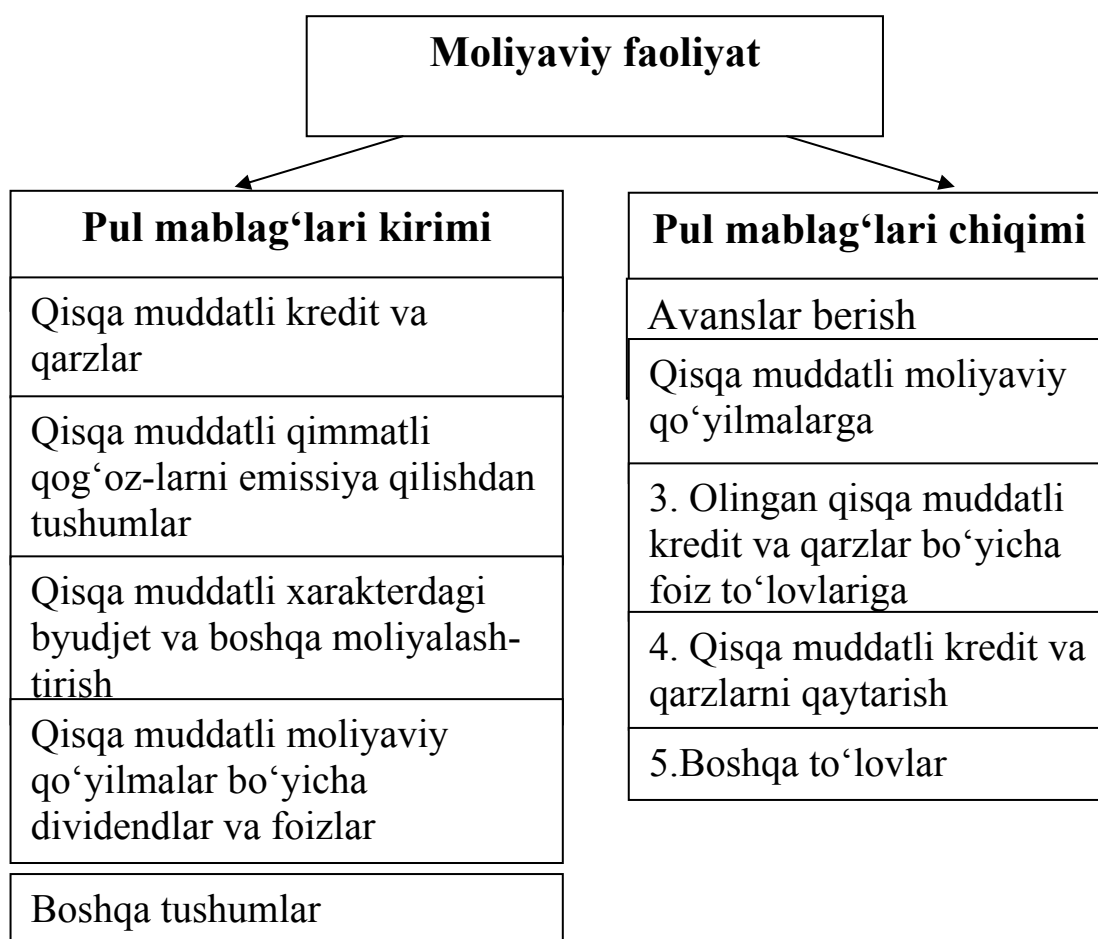 Moliyaviy faoliyat
Pul mablag‘lari kirimi
Qisqa muddatli kredit va
qarzlar
Qisqa muddatli qimmatli
qog‘oz-larni emissiya qilishdan
tushumlar
Qisqa muddatli xarakterdagi
byudjet va boshqa moliyalash-
tirish
Qisqa muddatli moliyaviy
qo‘yilmalar bo‘yicha
dividendlar va foizlar
Boshqa tushumlar
Pul mablag‘lari chiqimi
Avanslar berish
Qisqa muddatli moliyaviy
qo‘yilmalarga
3. Olingan qisqa muddatli
kredit va qarzlar bo‘yicha
foiz to‘lovlariga
4. Qisqa muddatli kredit va
qarzlarni qaytarish
5.Boshqa to‘lovlar